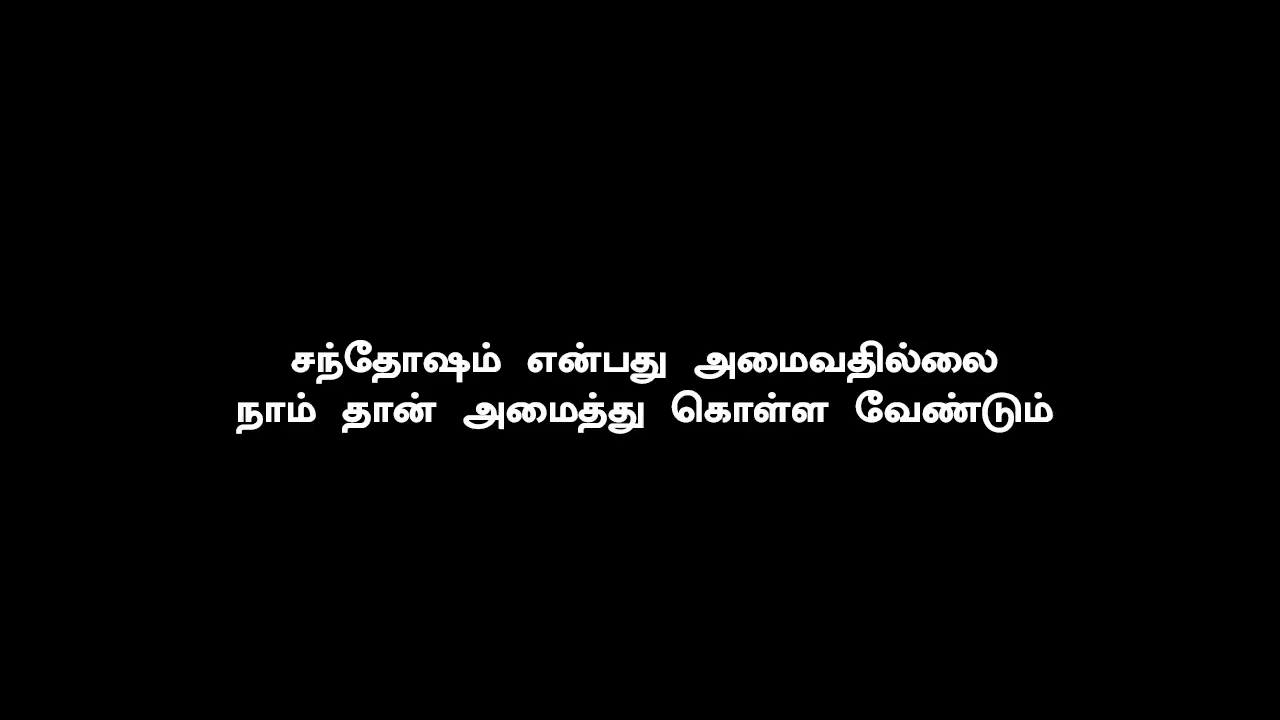 சந்தோஷம் என்பது அமைவதில்லை
நாம் தான் அமைத்து கொள்ள வேண்டும்